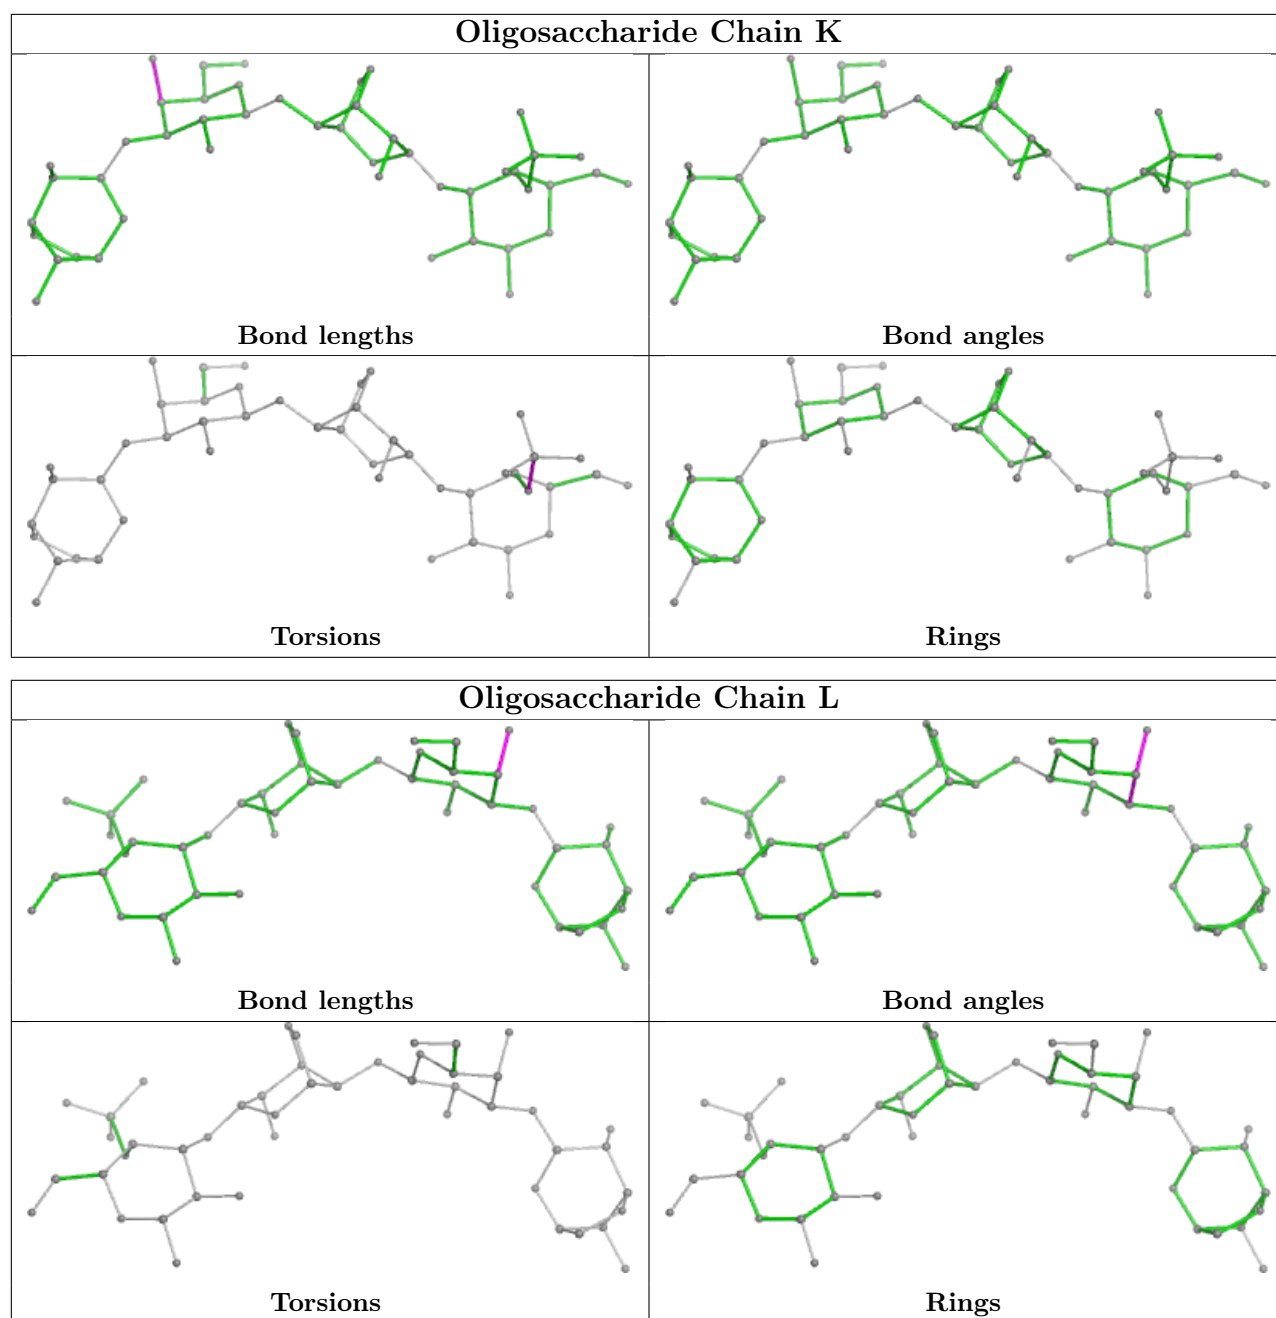 Oligosaccharide Chain K
Bond lengths
Bond angles
Torsions
Rings
Oligosaccharide Chain L
Bond lengths
Bond angles
Torsions
Rings